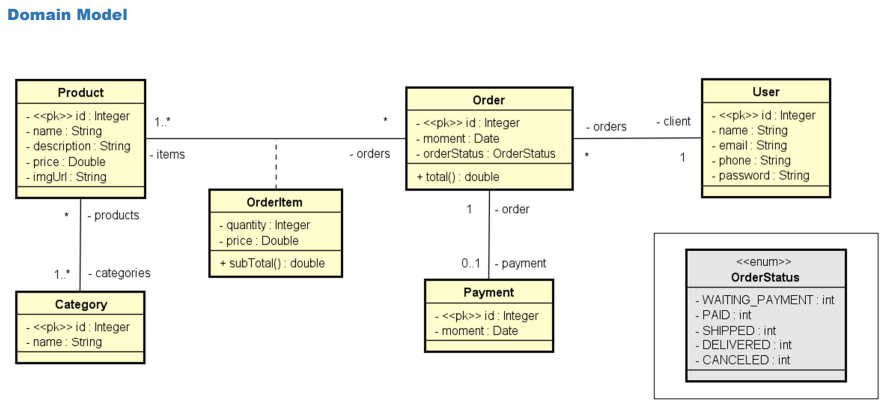 Domain Model
Product
- <<pk>> id : Integer
- name : String
- description : String
- price : Double
- imgUrl : String
1..*
- items
*
- orders
Order
- <<pk>> id : Integer
- moment : Date
- orderStatus : OrderStatus
+ total() : double
- orders
*
- client
1
User
- <<pk>> id : Integer
- name : String
- email : String
- phone : String
- password : String
OrderItem
- quantity : Integer
- price : Double
+ subTotal() : double
* - products
1..* - categories
Category
- <<pk>> id : Integer
- name : String
1 - order
0..1 - payment
Payment
- <<pk>> id : Integer
- moment : Date
<<enum>>
OrderStatus
- WAITING_PAYMENT : int
- PAID : int
- SHIPPED : int
- DELIVERED : int
- CANCELED : int